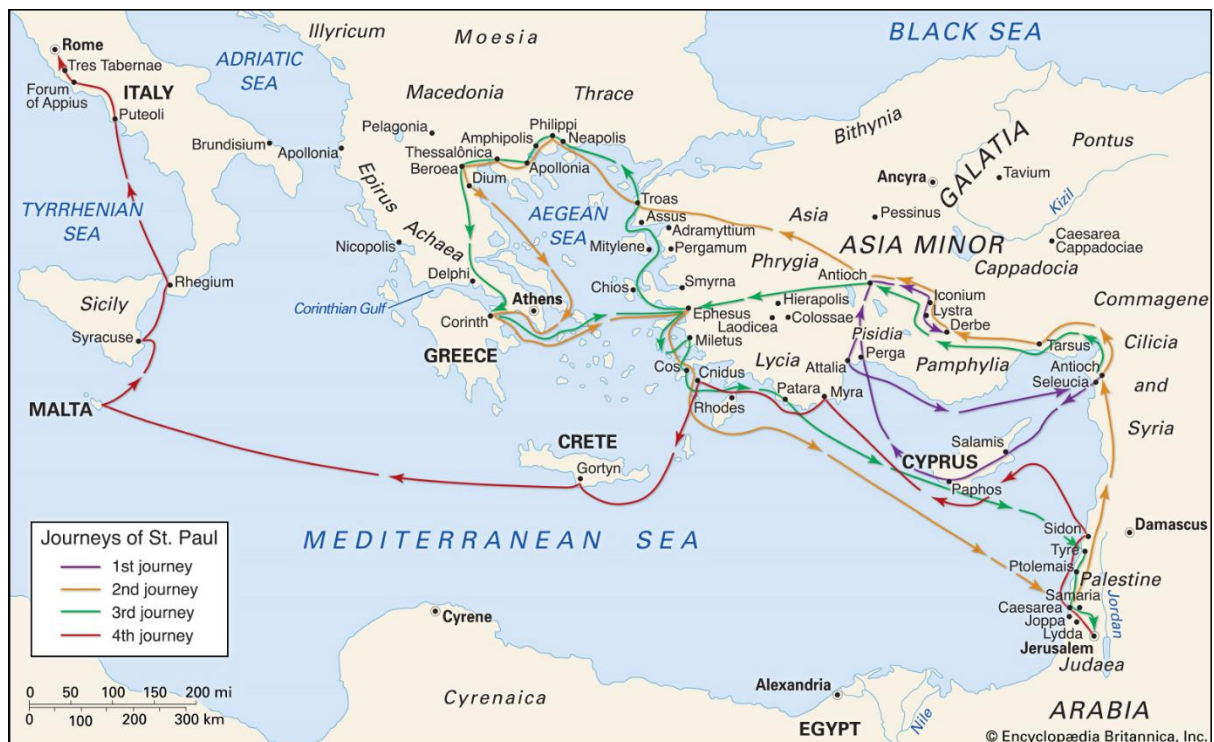 Illyricum
Moesia
BLACK SEA
Rome
Tres Tabernae
ADRIATIC
SEA
Forum
of Appius
ITALY
Puteoli
Macedonia
Thrace
Pelagonia
Philippi
Amphipolis
Neapolis
Thessalônica
Beroea
Apollonia
Dium
Brundisium
Apollonia
Bithynia
GALATIA
Pontus
Ancyra
Tavium
Kizil
Epirus
TYRRHENIAN
SEA
AEGEAN
SEA
Troas
Assus
Adramyttium
Mitylene
Pergamum
Asia
Pessinus
ASIA MINOR
Caesarea
Cappadociae
Cappadocia
Nicopolis
Achaea
Phrygia
Antioch
Delphi
Smyrna
Chios
Rhegium
Sicily
Corinthian Gulf
Athens
Hierapolis
Iconium
Lystra
Derbe
Commagene
Corinth
Ephesus
Laodicea
Colossae
Syracuse
GREECE
Miletus
Pisidia
Tarsus
Cilicia
Lycia
Perga
Attalia
Pamphylia
Antioch
Seleucia
and
Syria
Cos
Cnidus
Patara
Myra
Rhodes
MALTA
CRETE
Gortyn
Salamis
CYPRUS
Paphos
MEDITERRANEAN SEA
Sidon
Damascus
Tyre
Ptolemais
Palestine
Samaria
Caesarea
Joppa
Lydda
Jordan
Jerusalem
Judaea
Journeys of St. Paul
1st journey
2nd journey
3rd journey
4th journey
Cyrene
Cyrenaica
Alexandria
EGYPT
Nile
ARABIA
0 50 100 200 mi
0 100 200 300 km
© Encyclopædia Britannica, Inc.